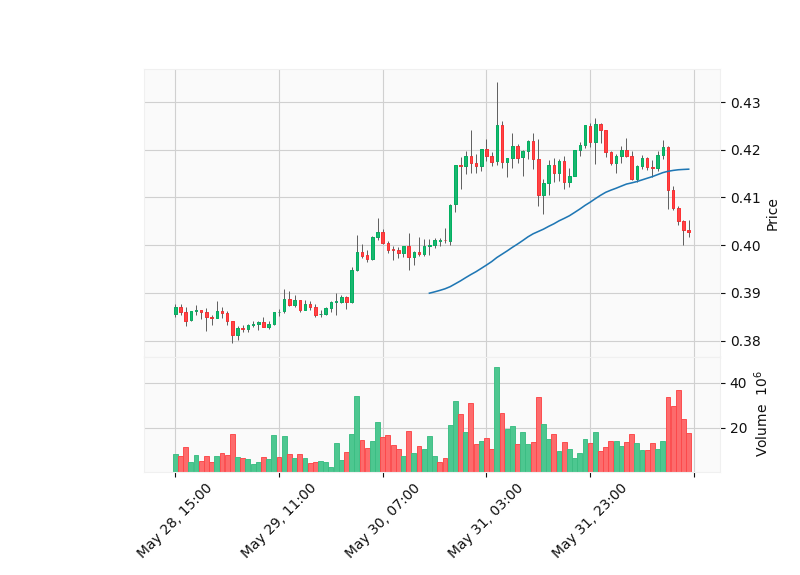 0.43
0.42
0.41
0.40
0.39
0.38
Price
40
20
Volume 10^6
May 28, 15:00
May 29, 11:00
May 30, 07:00
May 31, 03:00
May 31, 23:00